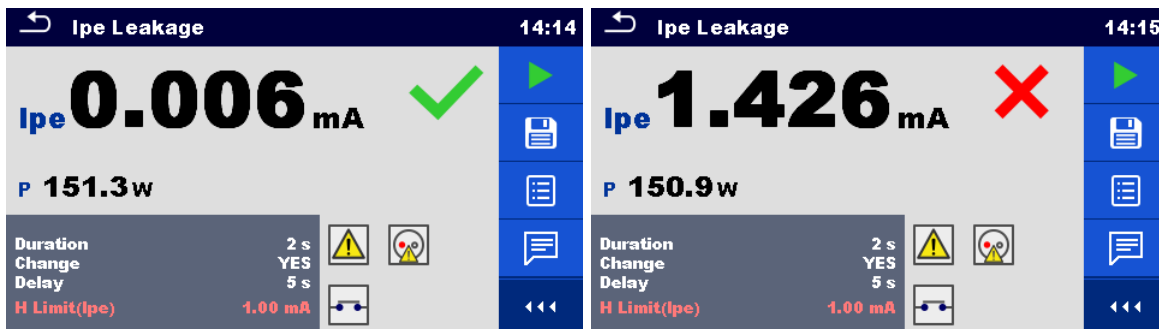 Ipe Leakage 14:14
Ipe 0.006 mA
P 151.3 W
Duration 2 s
Change YES
Delay 5 s
H Limit(Ipe) 1.00 mA
Ipe Leakage 14:15
Ipe 1.426 mA
P 150.9 W
Duration 2 s
Change YES
Delay 5 s
H Limit(Ipe) 1.00 mA